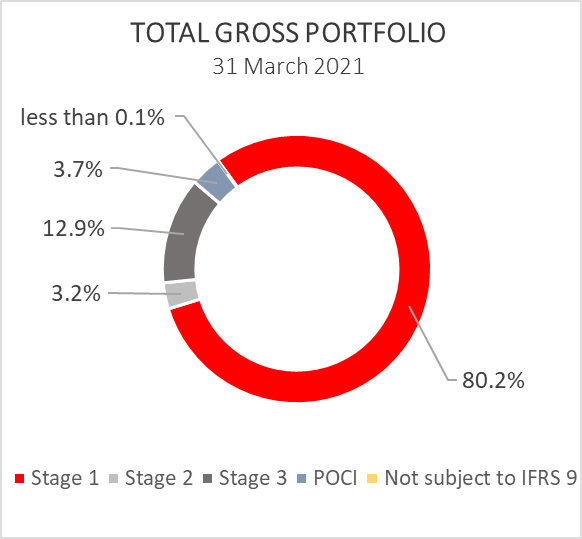 TOTAL GROSS PORTFOLIO
31 March 2021
less than 0.1%
3.7%
12.9%
3.2%
80.2%
Stage 1 Stage 2 Stage 3 POCI Not subject to IFRS 9